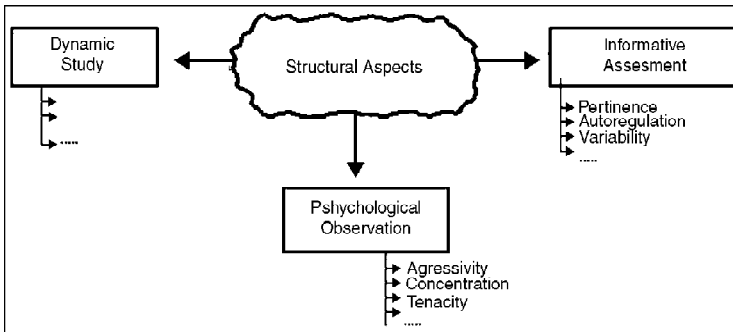 Dynamic
Study
.....
Structural Aspects
Informative
Assesment
Pertinence
Autoregulation
Variability
.....
Pshychological
Observation
Agressivity
Concentration
Tenacity
.....